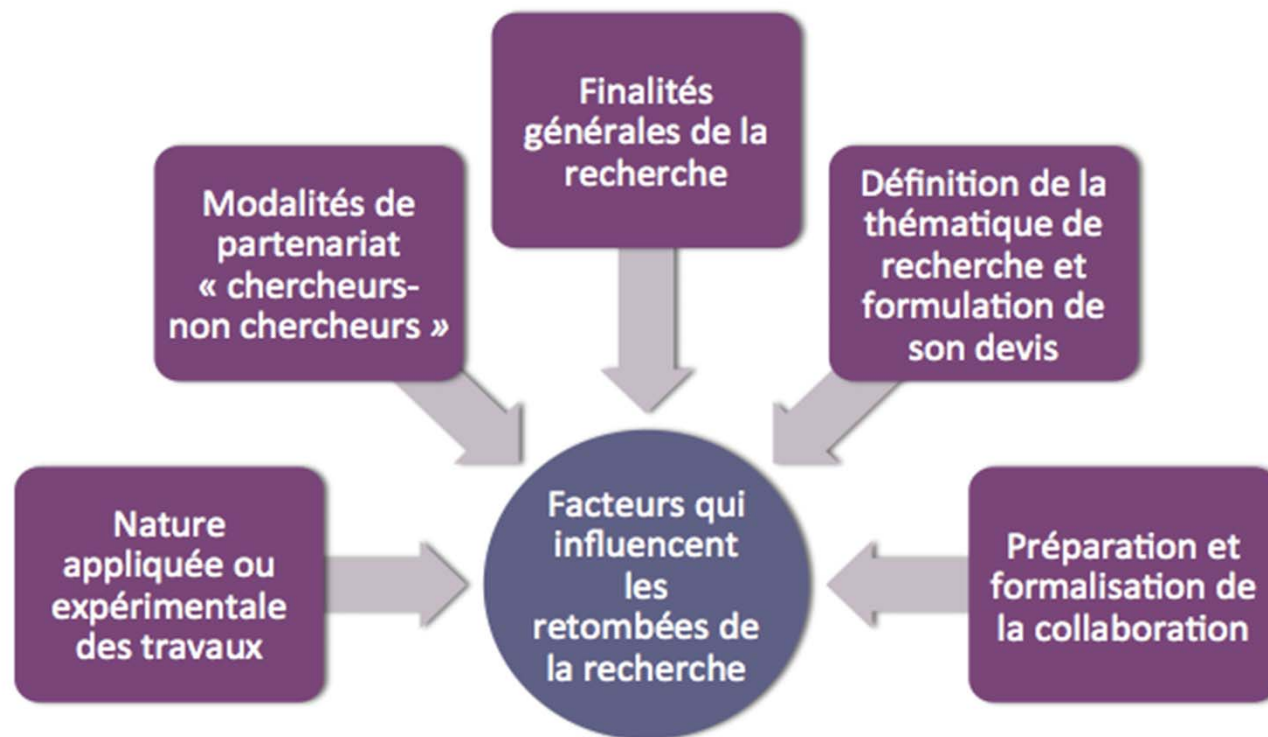 Finalités
générales de la
recherche
Modalités de
partenariat
« chercheurs-
non chercheurs »
Définition de la
thématique de
recherche et
formulation de
son devis
Nature
appliquée ou
expérimentale
des travaux
Facteurs qui
influencent
les
retombées de
la recherche
Préparation et
formalisation de
la collaboration